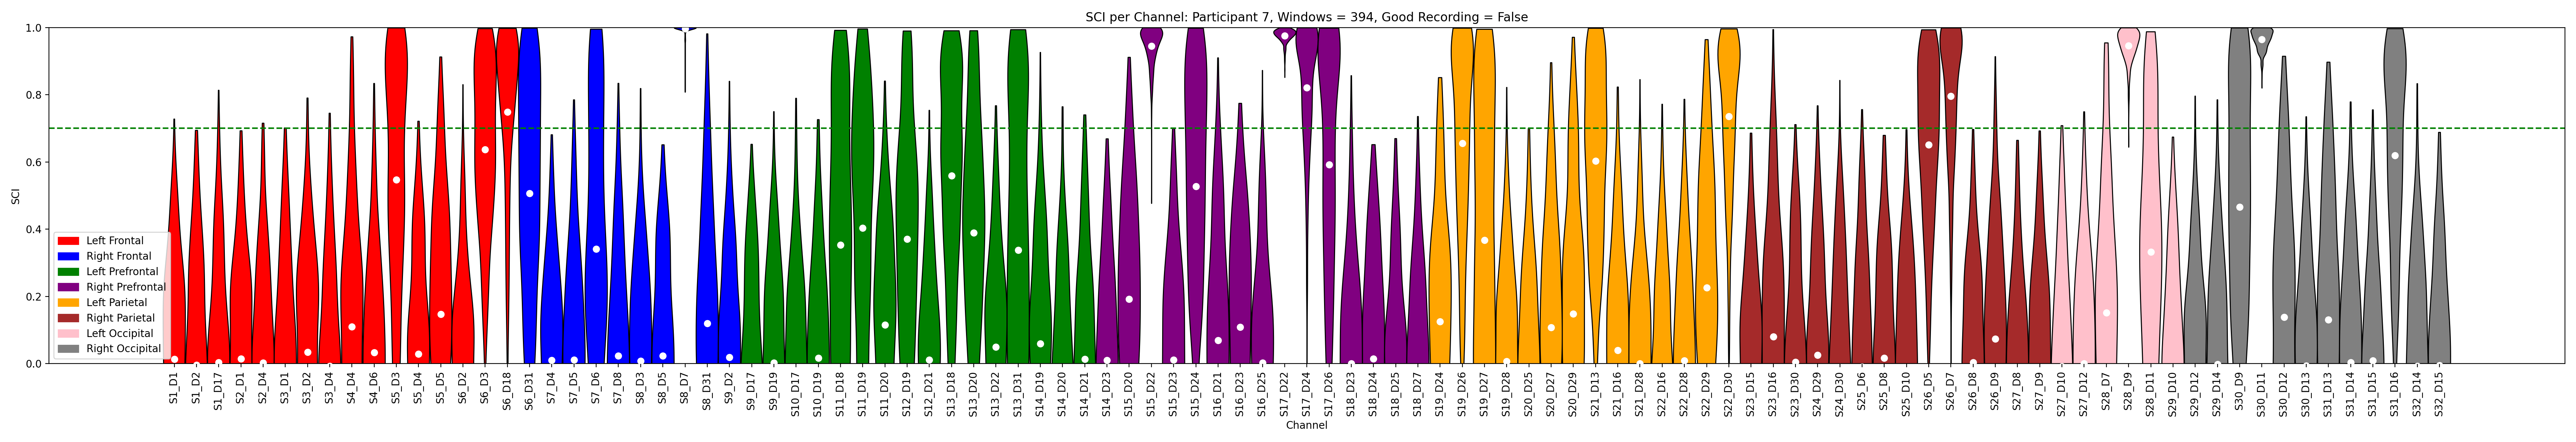 SCI per Channel: Participant 7, Windows = 394, Good Recording = False
SCI
1.0
0.8
0.6
0.4
0.2
0.0
Left Frontal
Right Frontal
Left Prefrontal
Right Prefrontal
Left Parietal
Right Parietal
Left Occipital
Right Occipital
S1_D1
S1_D2
S1_D17
S2_D1
S2_D4
S3_D1
S3_D2
S3_D4
S4_D4
S4_D6
S5_D3
S5_D4
S5_D5
S6_D2
S6_D3
S6_D18
S6_D31
S7_D4
S7_D5
S7_D6
S7_D8
S8_D3
S8_D5
S8_D7
S8_D31
S9_D2
S9_D17
S9_D19
S10_D17
S10_D19
S11_D18
S11_D19
S11_D20
S12_D19
S12_D21
S13_D18
S13_D20
S13_D22
S13_D31
S14_D19
S14_D20
S14_D21
S14_D23
S15_D20
S15_D22
S15_D23
S15_D24
S16_D21
S16_D23
S16_D25
S17_D22
S17_D24
S17_D26
S18_D23
S18_D24
S18_D25
S18_D27
S19_D24
S19_D26
S19_D27
S19_D28
S20_D25
S20_D27
S20_D29
S21_D13
S21_D16
S21_D28
S22_D16
S22_D28
S22_D29
S22_D30
S23_D15
S23_D16
S23_D30
S24_D29
S24_D30
S25_D6
S25_D8
S25_D10
S26_D5
S26_D7
S26_D8
S26_D9
S27_D8
S27_D9
S27_D10
S27_D12
S28_D7
S28_D9
S28_D11
S29_D10
S29_D12
S29_D14
S30_D9
S30_D11
S30_D12
S30_D13
S31_D13
S31_D14
S31_D15
S31_D16
S32_D14
S32_D15
Channel